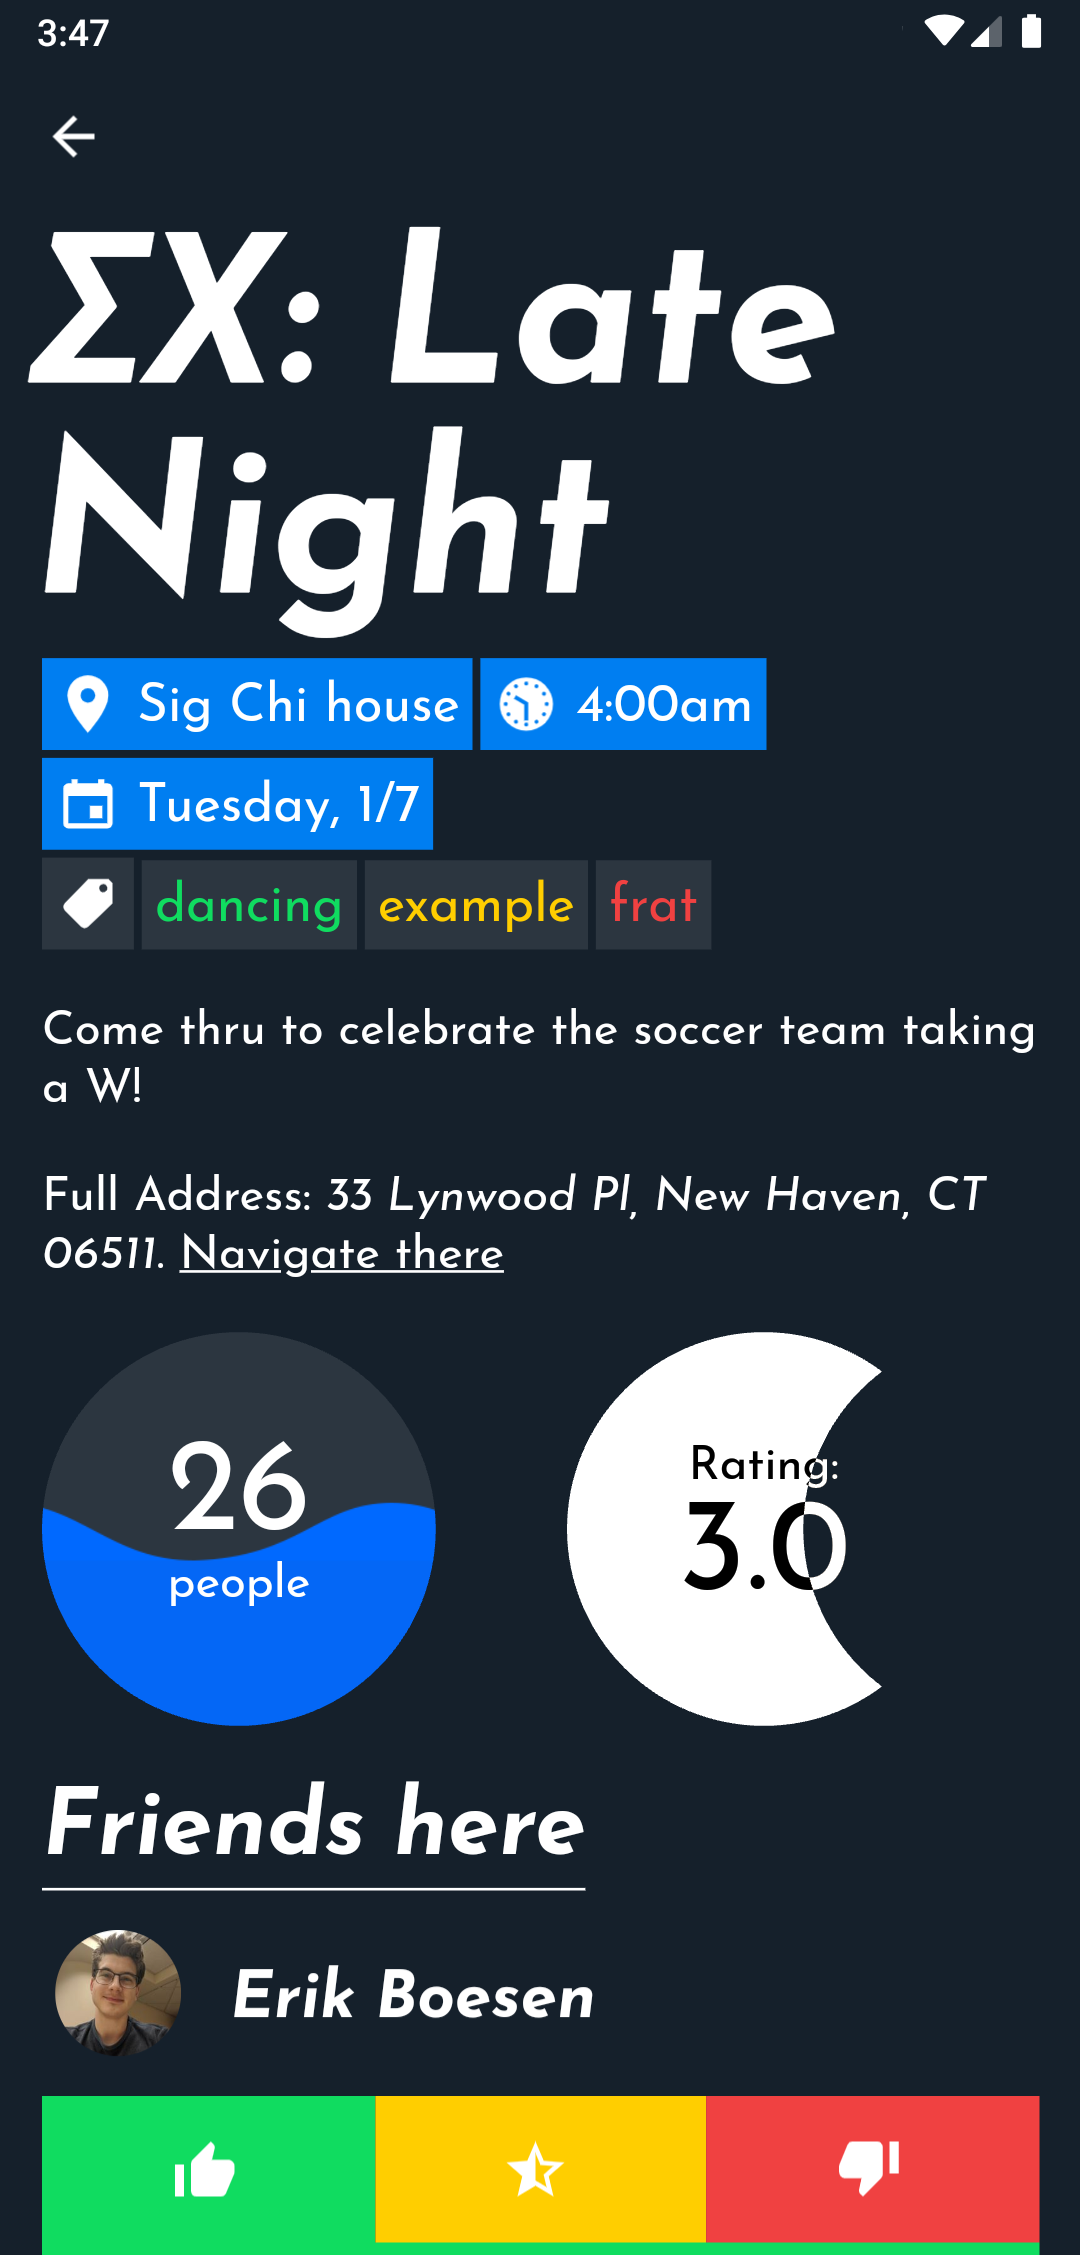 3:47
ΣX: Late
Night
Sig Chi house
4:00am
Tuesday, 1/7
dancing
example
frat
Come thru to celebrate the soccer team taking
a W!
Full Address: 33 Lynwood Pl, New Haven, CT
06511. Navigate there
26
people
Rating:
3.0
Friends here
Erik Boesen